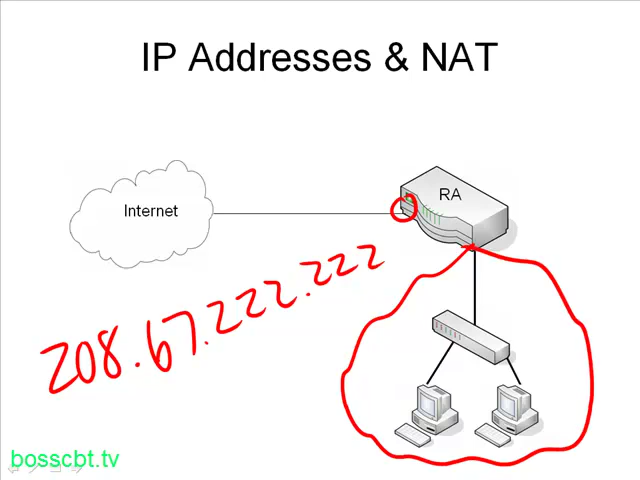 IP Addresses & NAT
Internet
RA
208.67.222.222
bosscbt.tv